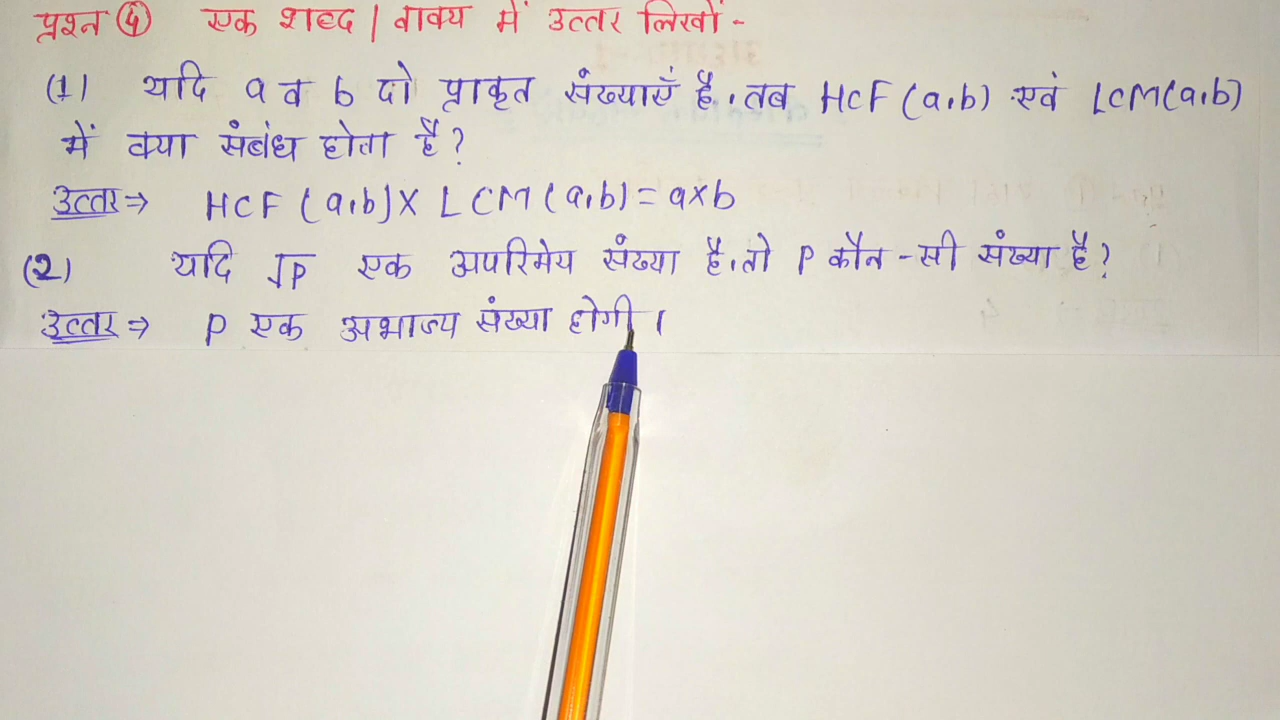 प्रश्न ④ एक शब्द / वाक्य में उत्तर लिखों -
(1) यदि a व b दो प्राकृत संख्याएँ है, तब HCF (a,b) एवं LCM(a,b)
में क्या संबंध होता है?
उत्तर ⇒ HCF (a,b) X LCM (a,b) = a×b
(2) यदि √P एक अपरिमेय संख्या है, तो P कौन-सी संख्या है?
उत्तर ⇒ P एक अभाज्य संख्या होगी।